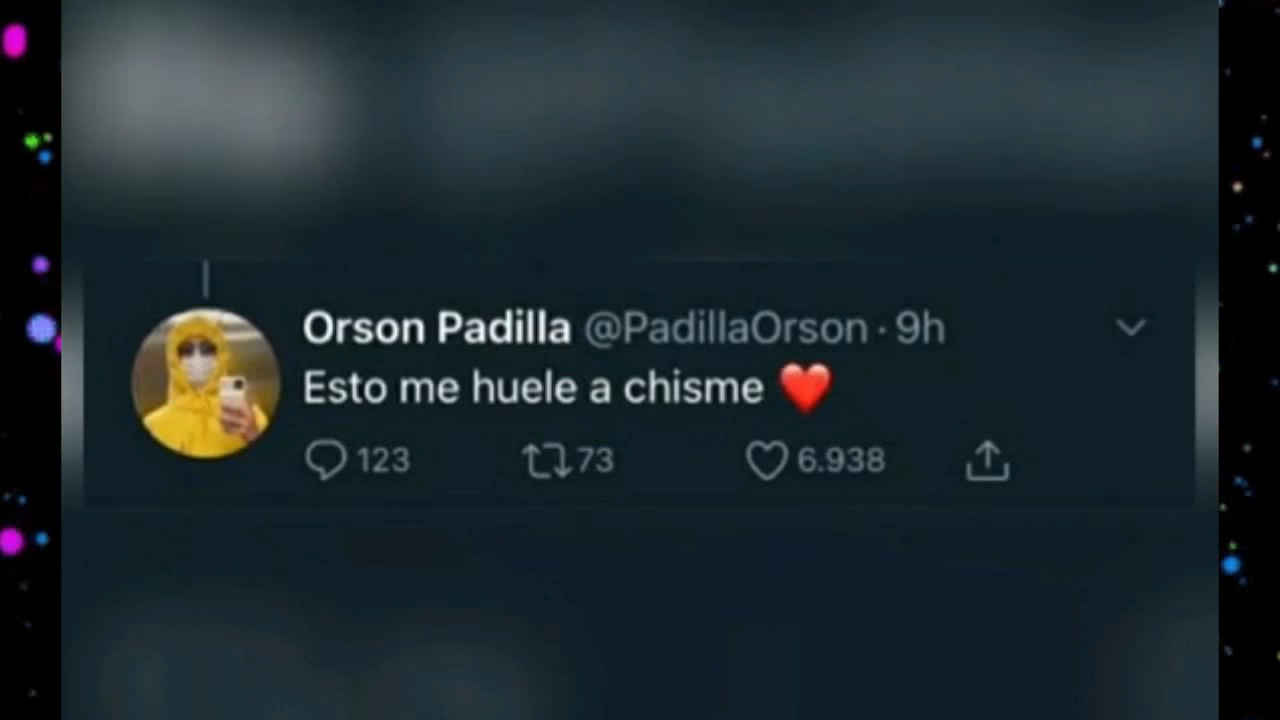 Orson Padilla @PadillaOrson · 9h
Esto me huele a chisme ❤️
123 73 6.938